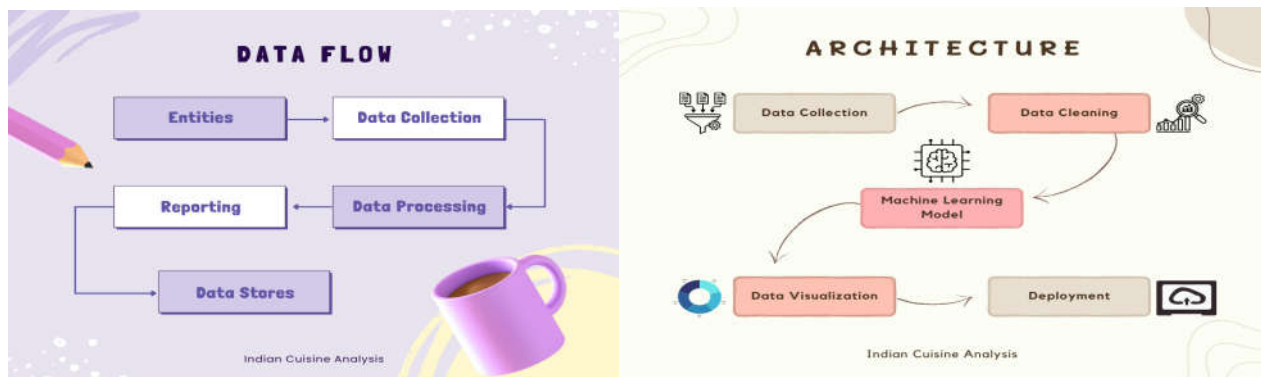 DATA FLOW
Entities
Data Collection
Reporting
Data Processing
Data Stores
Indian Cuisine Analysis
ARCHITECTURE
Data Collection
Data Cleaning
Machine Learning
Model
Data Visualization
Deployment
Indian Cuisine Analysis